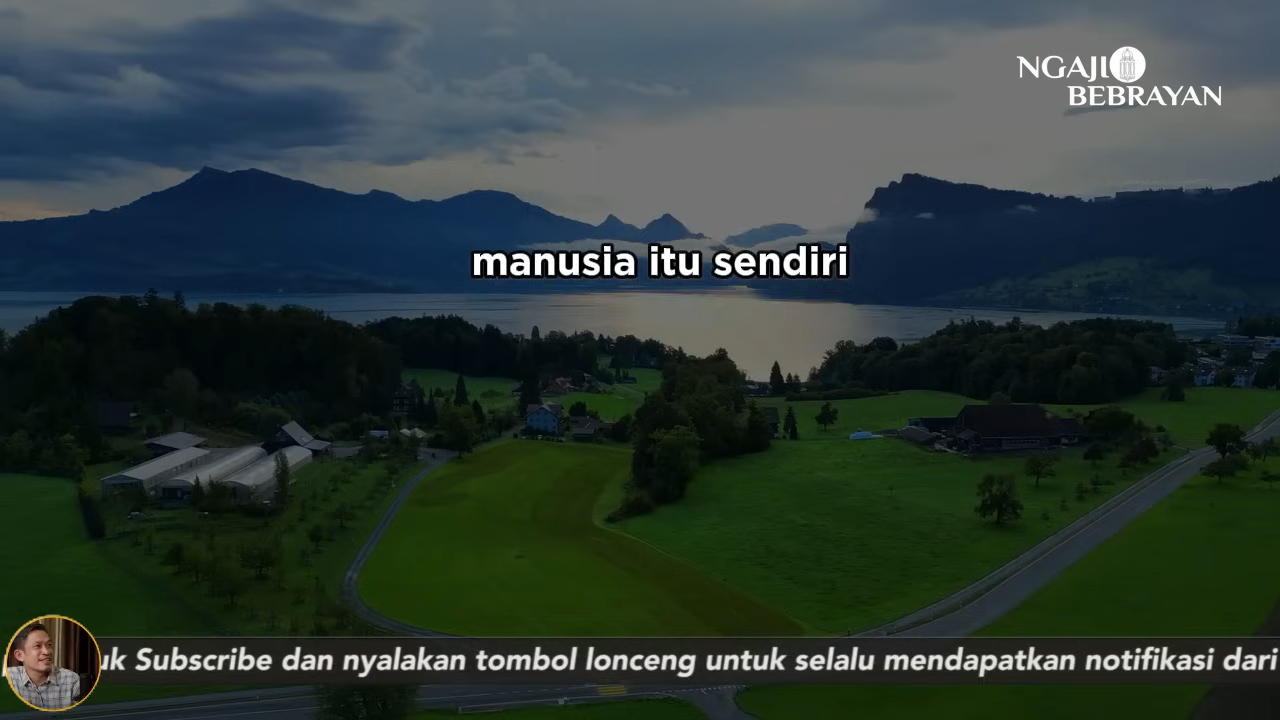 NGAJI
BEBRAYAN
manusia itu sendiri
uk Subscribe dan nyalakan tombol lonceng untuk selalu mendapatkan notifikasi dari